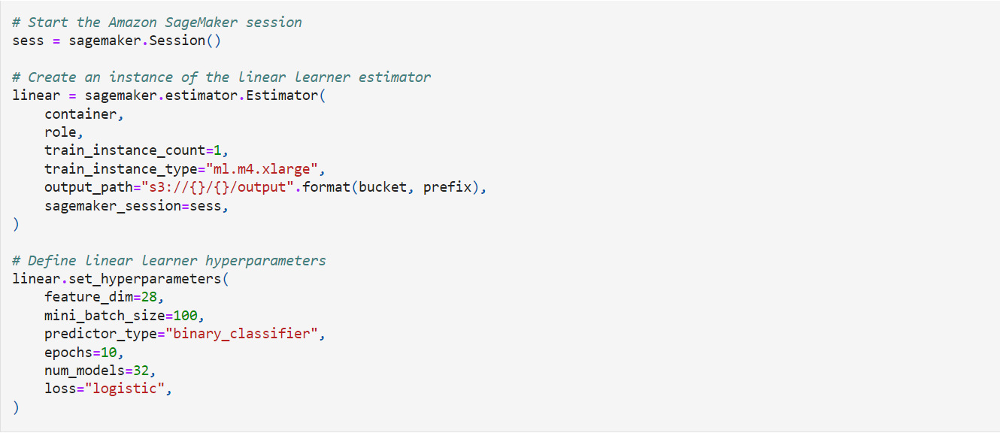 # Start the Amazon SageMaker session
sess = sagemaker.Session()
# Create an instance of the linear learner estimator
linear = sagemaker.estimator.Estimator(
    container,
    role,
    train_instance_count=1,
    train_instance_type="ml.m4.xlarge",
    output_path="s3://{}/{}/output".format(bucket, prefix),
    sagemaker_session=sess,
)
# Define linear learner hyperparameters
linear.set_hyperparameters(
    feature_dim=28,
    mini_batch_size=100,
    predictor_type="binary_classifier",
    epochs=10,
    num_models=32,
    loss="logistic",
)